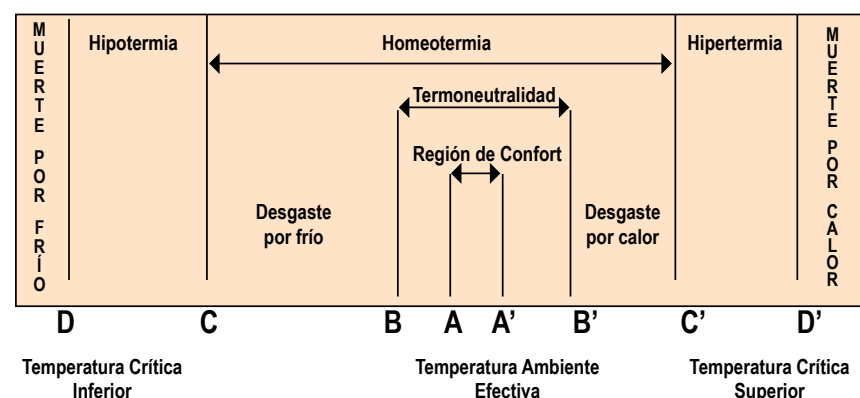 MUERTE POR FRÍO
Hipotermia
Homeotermia
Hipertermia
MUERTE POR CALOR
Termoneutralidad
Región de Confort
Desgaste
por frío
Desgaste
por calor
D C B A A’ B’ C’ D’
Temperatura Crítica
Inferior
Temperatura Ambiente
Efectiva
Temperatura Crítica
Superior